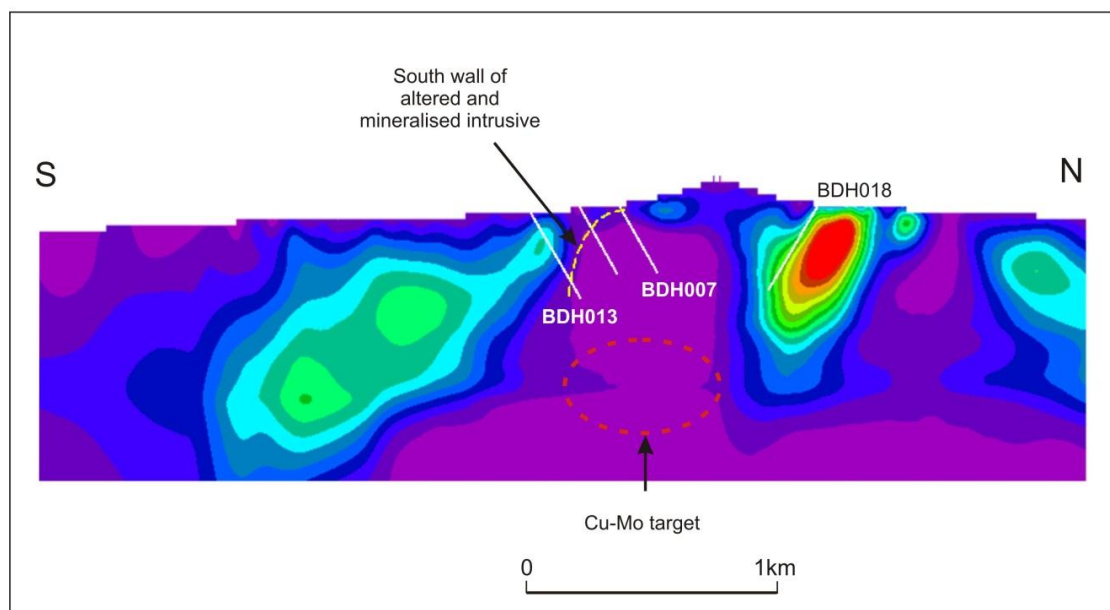 South wall of
altered and
mineralised intrusive
S
N
BDH018
BDH007
BDH013
Cu-Mo target
0
1km